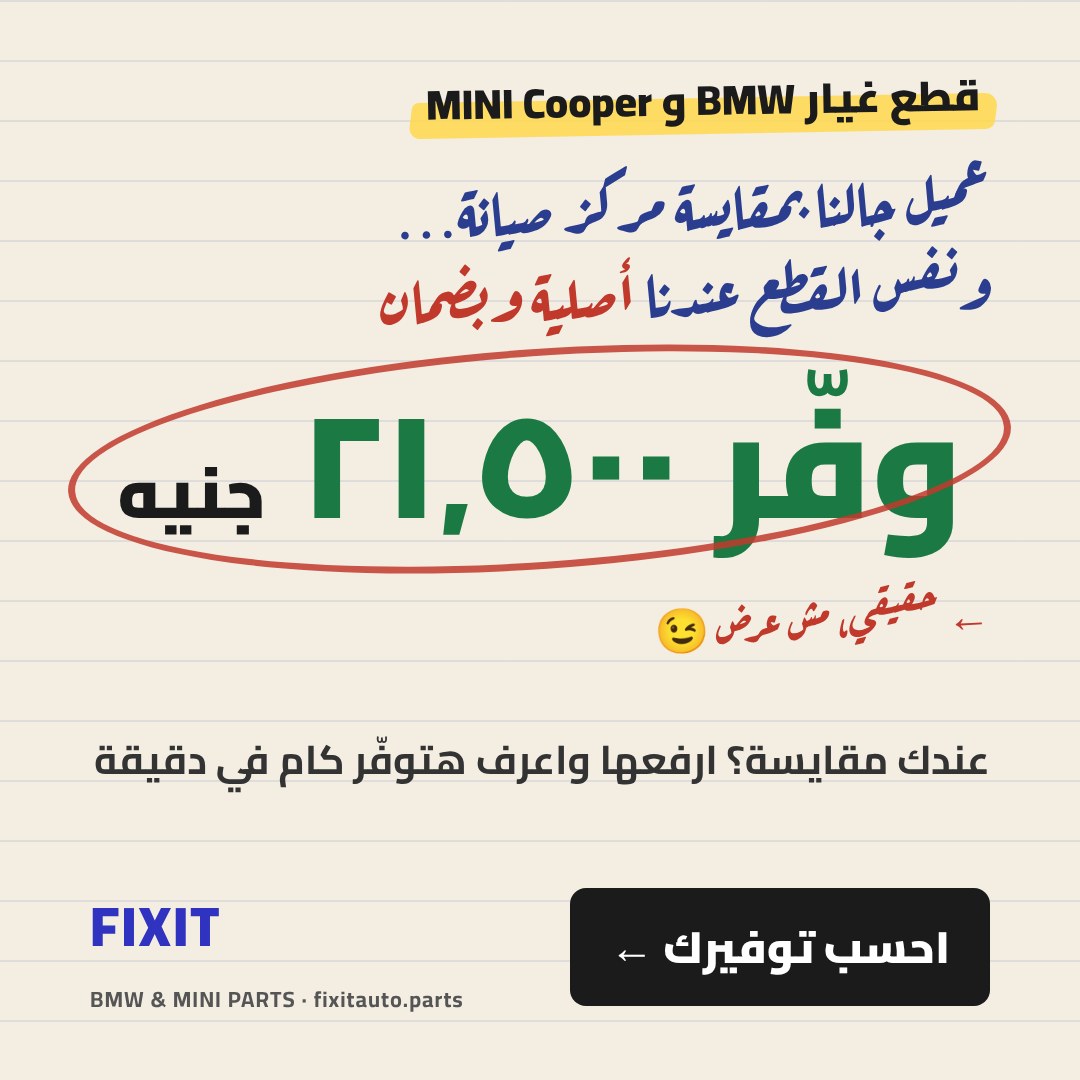 قطع غيار BMW و MINI Cooper
عميل جالنا بمقايسة مركز صيانة...
ونفس القطع عندنا أصلية وبضمان
وفّر ٢١,٥٠٠ جنيه
← حقيقي، مش عرض 😉
عندك مقايسة؟ ارفعها واعرف هتوفّر كام في دقيقة
احسب توفيرك ←
FIXIT
BMW & MINI PARTS · fixitauto.parts